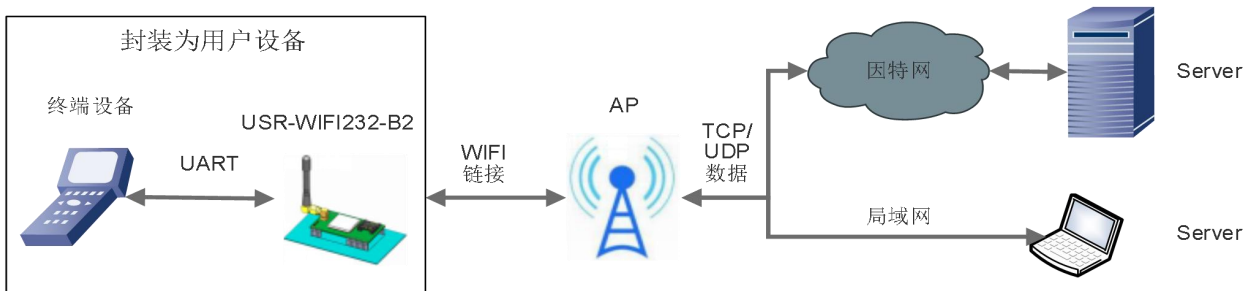 封装为用户设备
终端设备
USR-WIFI232-B2
UART
WIFI
链接
AP
TCP/
UDP
数据
因特网
Server
局域网
Server